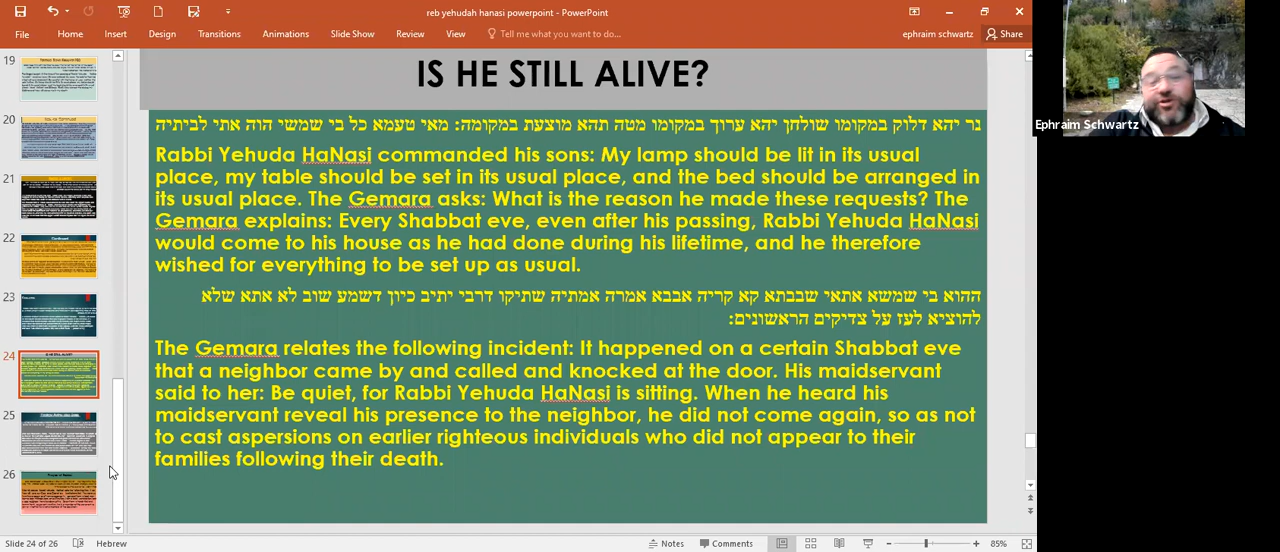 reb yehudah hanasi powerpoint - PowerPoint
File Home Insert Design Transitions Animations Slide Show Review View Tell me what you want to do... ephraim schwartz Share
IS HE STILL ALIVE?
נר יהא דלוק במקומו שולחן יהא ערוך במקומו מטה תהא מוצעת במקומה: מאי טעמא כל בי שמשי הוה אתי לביתיה
Rabbi Yehuda HaNasi commanded his sons: My lamp should be lit in its usual
place, my table should be set in its usual place, and the bed should be arranged in
its usual place. The Gemara asks: What is the reason he made these requests? The
Gemara explains: Every Shabbat eve, even after his passing, Rabbi Yehuda HaNasi
would come to his house as he had done during his lifetime, and he therefore
wished for everything to be set up as usual.
ההוא בי שמשא אתאי שבבתא קא קריה אבבא אמרה אמתיה שתיקו דרבי יתיב כיון דשמע שוב לא אתא שלא
להוציא לעז על צדיקים הראשונים:
The Gemara relates the following incident: It happened on a certain Shabbat eve
that a neighbor came by and called and knocked at the door. His maidservant
said to her: Be quiet, for Rabbi Yehuda HaNasi is sitting. When he heard his
maidservant reveal his presence to the neighbor, he did not come again, so as not
to cast aspersions on earlier righteous individuals who did not appear to their
families following their death.
19
20
21
22
23
24
25
26
Ephraim Schwartz
Slide 24 of 26 Hebrew Notes Comments 85%